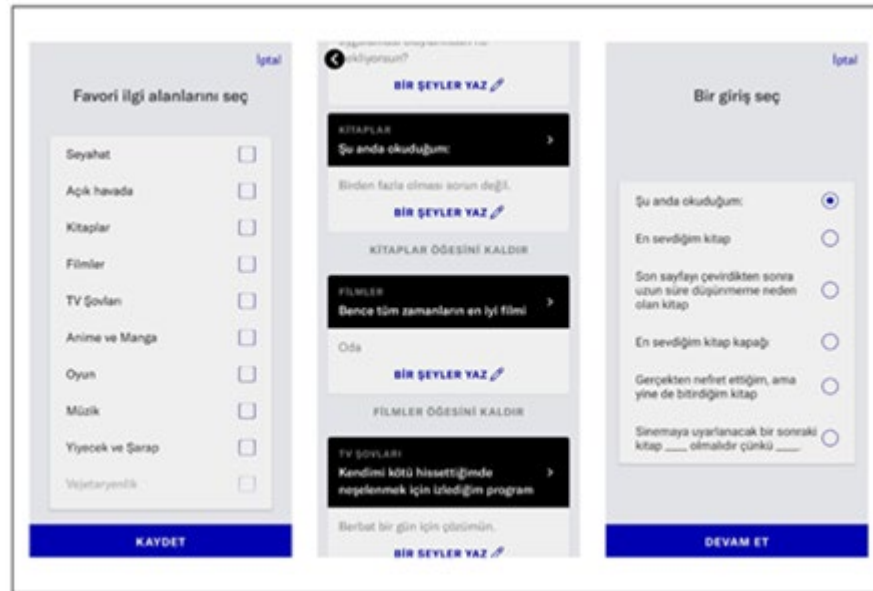 İptal
Favori ilgi alanlarını seç
Seyahat
Açık havada
Kitaplar
Filmler
TV Şovları
Anime ve Manga
Oyun
Müzik
Yiyecek ve Şarap
Vejetaryenlik
KAYDET
BİR ŞEYLER YAZ
KİTAPLAR
Şu anda okuduğum:
Birden fazla olması sorun değil.
BİR ŞEYLER YAZ
KİTAPLAR ÖĞESİNİ KALDIR
FİLMLER
Bence tüm zamanların en iyi filmi
Oda
BİR ŞEYLER YAZ
FİLMLER ÖĞESİNİ KALDIR
TV ŞOVLARI
Kendimi kötü hissettiğimde
neşelenmek için izlediğim program
Berbat bir gün için çözümün.
BİR ŞEYLER YAZ
İptal
Bir giriş seç
Şu anda okuduğum:
En sevdiğim kitap
Son sayfayı çevirdikten sonra
uzun süre düşünmeme neden
olan kitap
En sevdiğim kitap kapağı
Gerçekten nefret ettiğim, ama
yine de bitirdiğim kitap
Sinemaya uyarlanacak bir sonraki
kitap ____ olmalıdır çünkü ____.
DEVAM ET